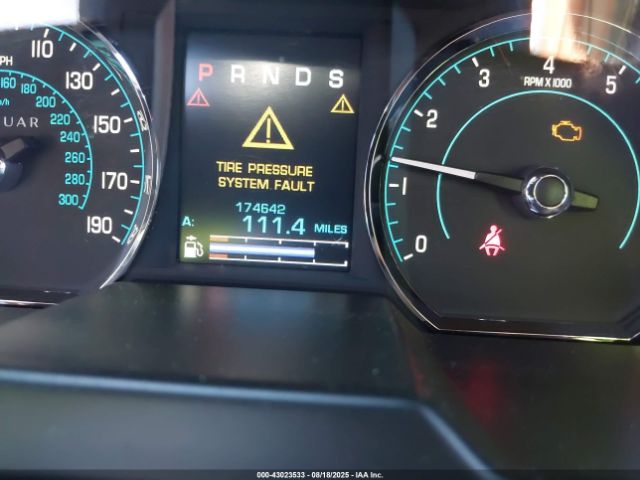 PH
110
130
150
170
190
160
180
200
220
240
260
280
300
UAR
P R N D S
TIRE PRESSURE
SYSTEM FAULT
174642
A: 111.4 MILES
0
1
2
3
4
5
RPM X 1000
000-43023533 - 08/18/2025 - IAA Inc.